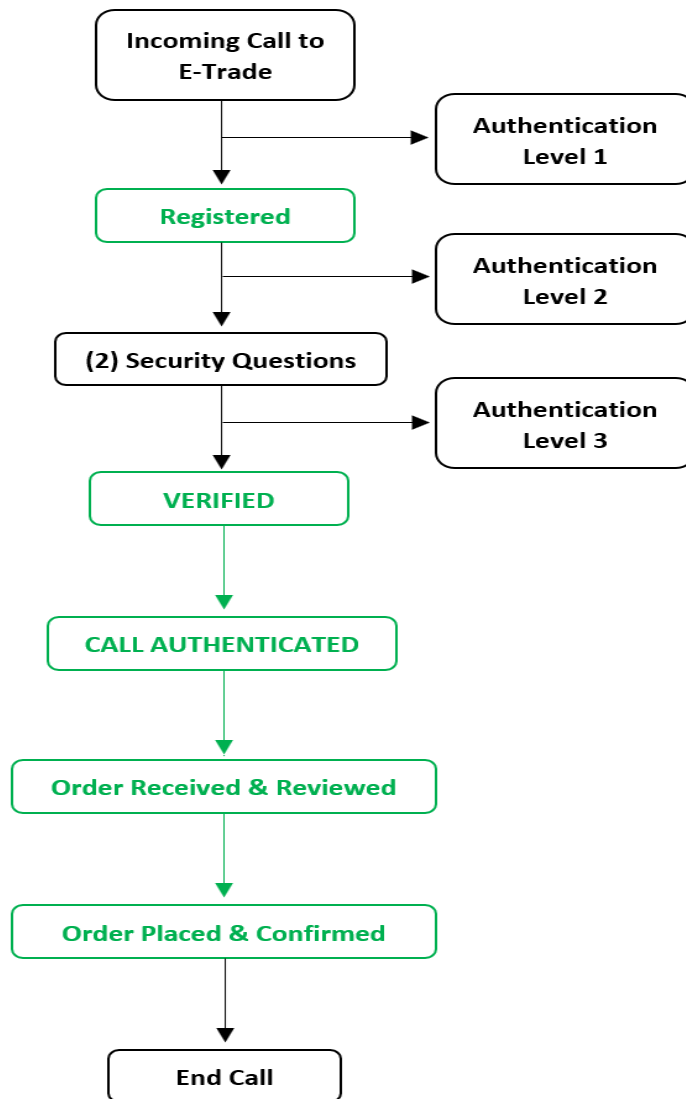 Incoming Call to
E-Trade
Authentication
Level 1
Registered
Authentication
Level 2
(2) Security Questions
Authentication
Level 3
VERIFIED
CALL AUTHENTICATED
Order Received & Reviewed
Order Placed & Confirmed
End Call